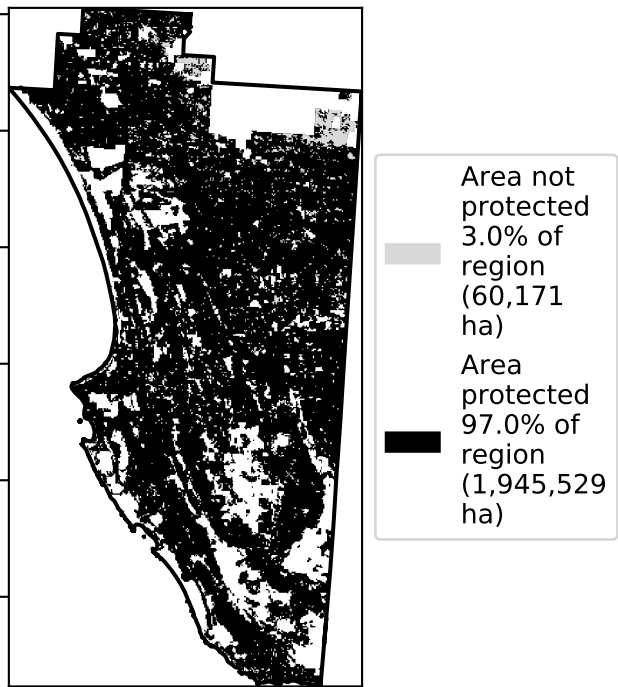 Area not
protected
3.0% of
region
(60,171
ha)
Area
protected
97.0% of
region
(1,945,529
ha)